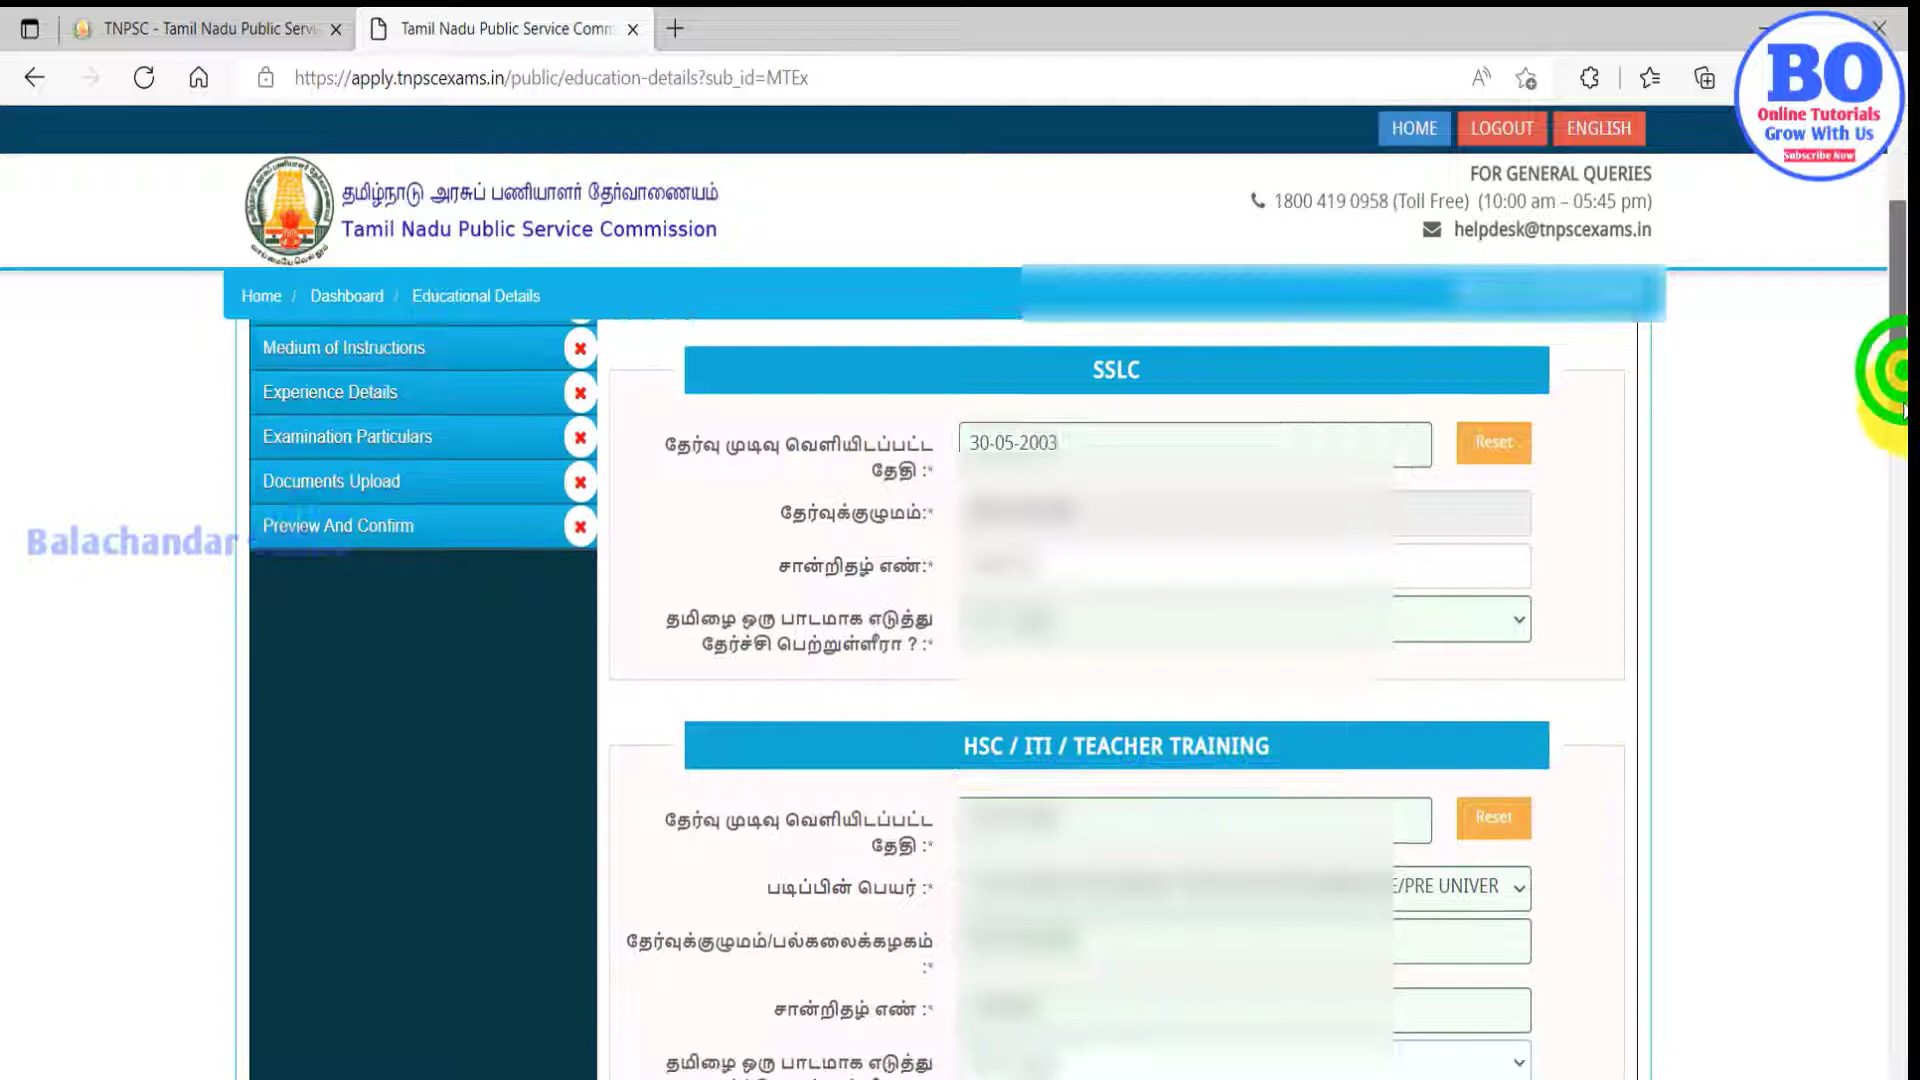 TNPSC - Tamil Nadu Public Serv
Tamil Nadu Public Service Comm
https://apply.tnpscexams.in/public/education-details?sub_id=MTEx
BO
Online Tutorials
Grow With Us
Subscribe Now
HOME
LOGOUT
ENGLISH
தமிழ்நாடு அரசுப் பணியாளர் தேர்வாணையம்
Tamil Nadu Public Service Commission
FOR GENERAL QUERIES
1800 419 0958 (Toll Free) (10:00 am – 05:45 pm)
helpdesk@tnpscexams.in
Home / Dashboard / Educational Details
Medium of Instructions
Experience Details
Examination Particulars
Documents Upload
Preview And Confirm
Balachandar
SSLC
தேர்வு முடிவு வெளியிடப்பட்ட
தேதி :*
30-05-2003
Reset
தேர்வுக்குழுமம்:*
சான்றிதழ் எண்:*
தமிழை ஒரு பாடமாக எடுத்து
தேர்ச்சி பெற்றுள்ளீரா ? :*
HSC / ITI / TEACHER TRAINING
தேர்வு முடிவு வெளியிடப்பட்ட
தேதி :*
Reset
படிப்பின் பெயர் :*
E/PRE UNIVER
தேர்வுக்குழுமம்/பல்கலைக்கழகம்
:*
சான்றிதழ் எண் :*
தமிழை ஒரு பாடமாக எடுத்து